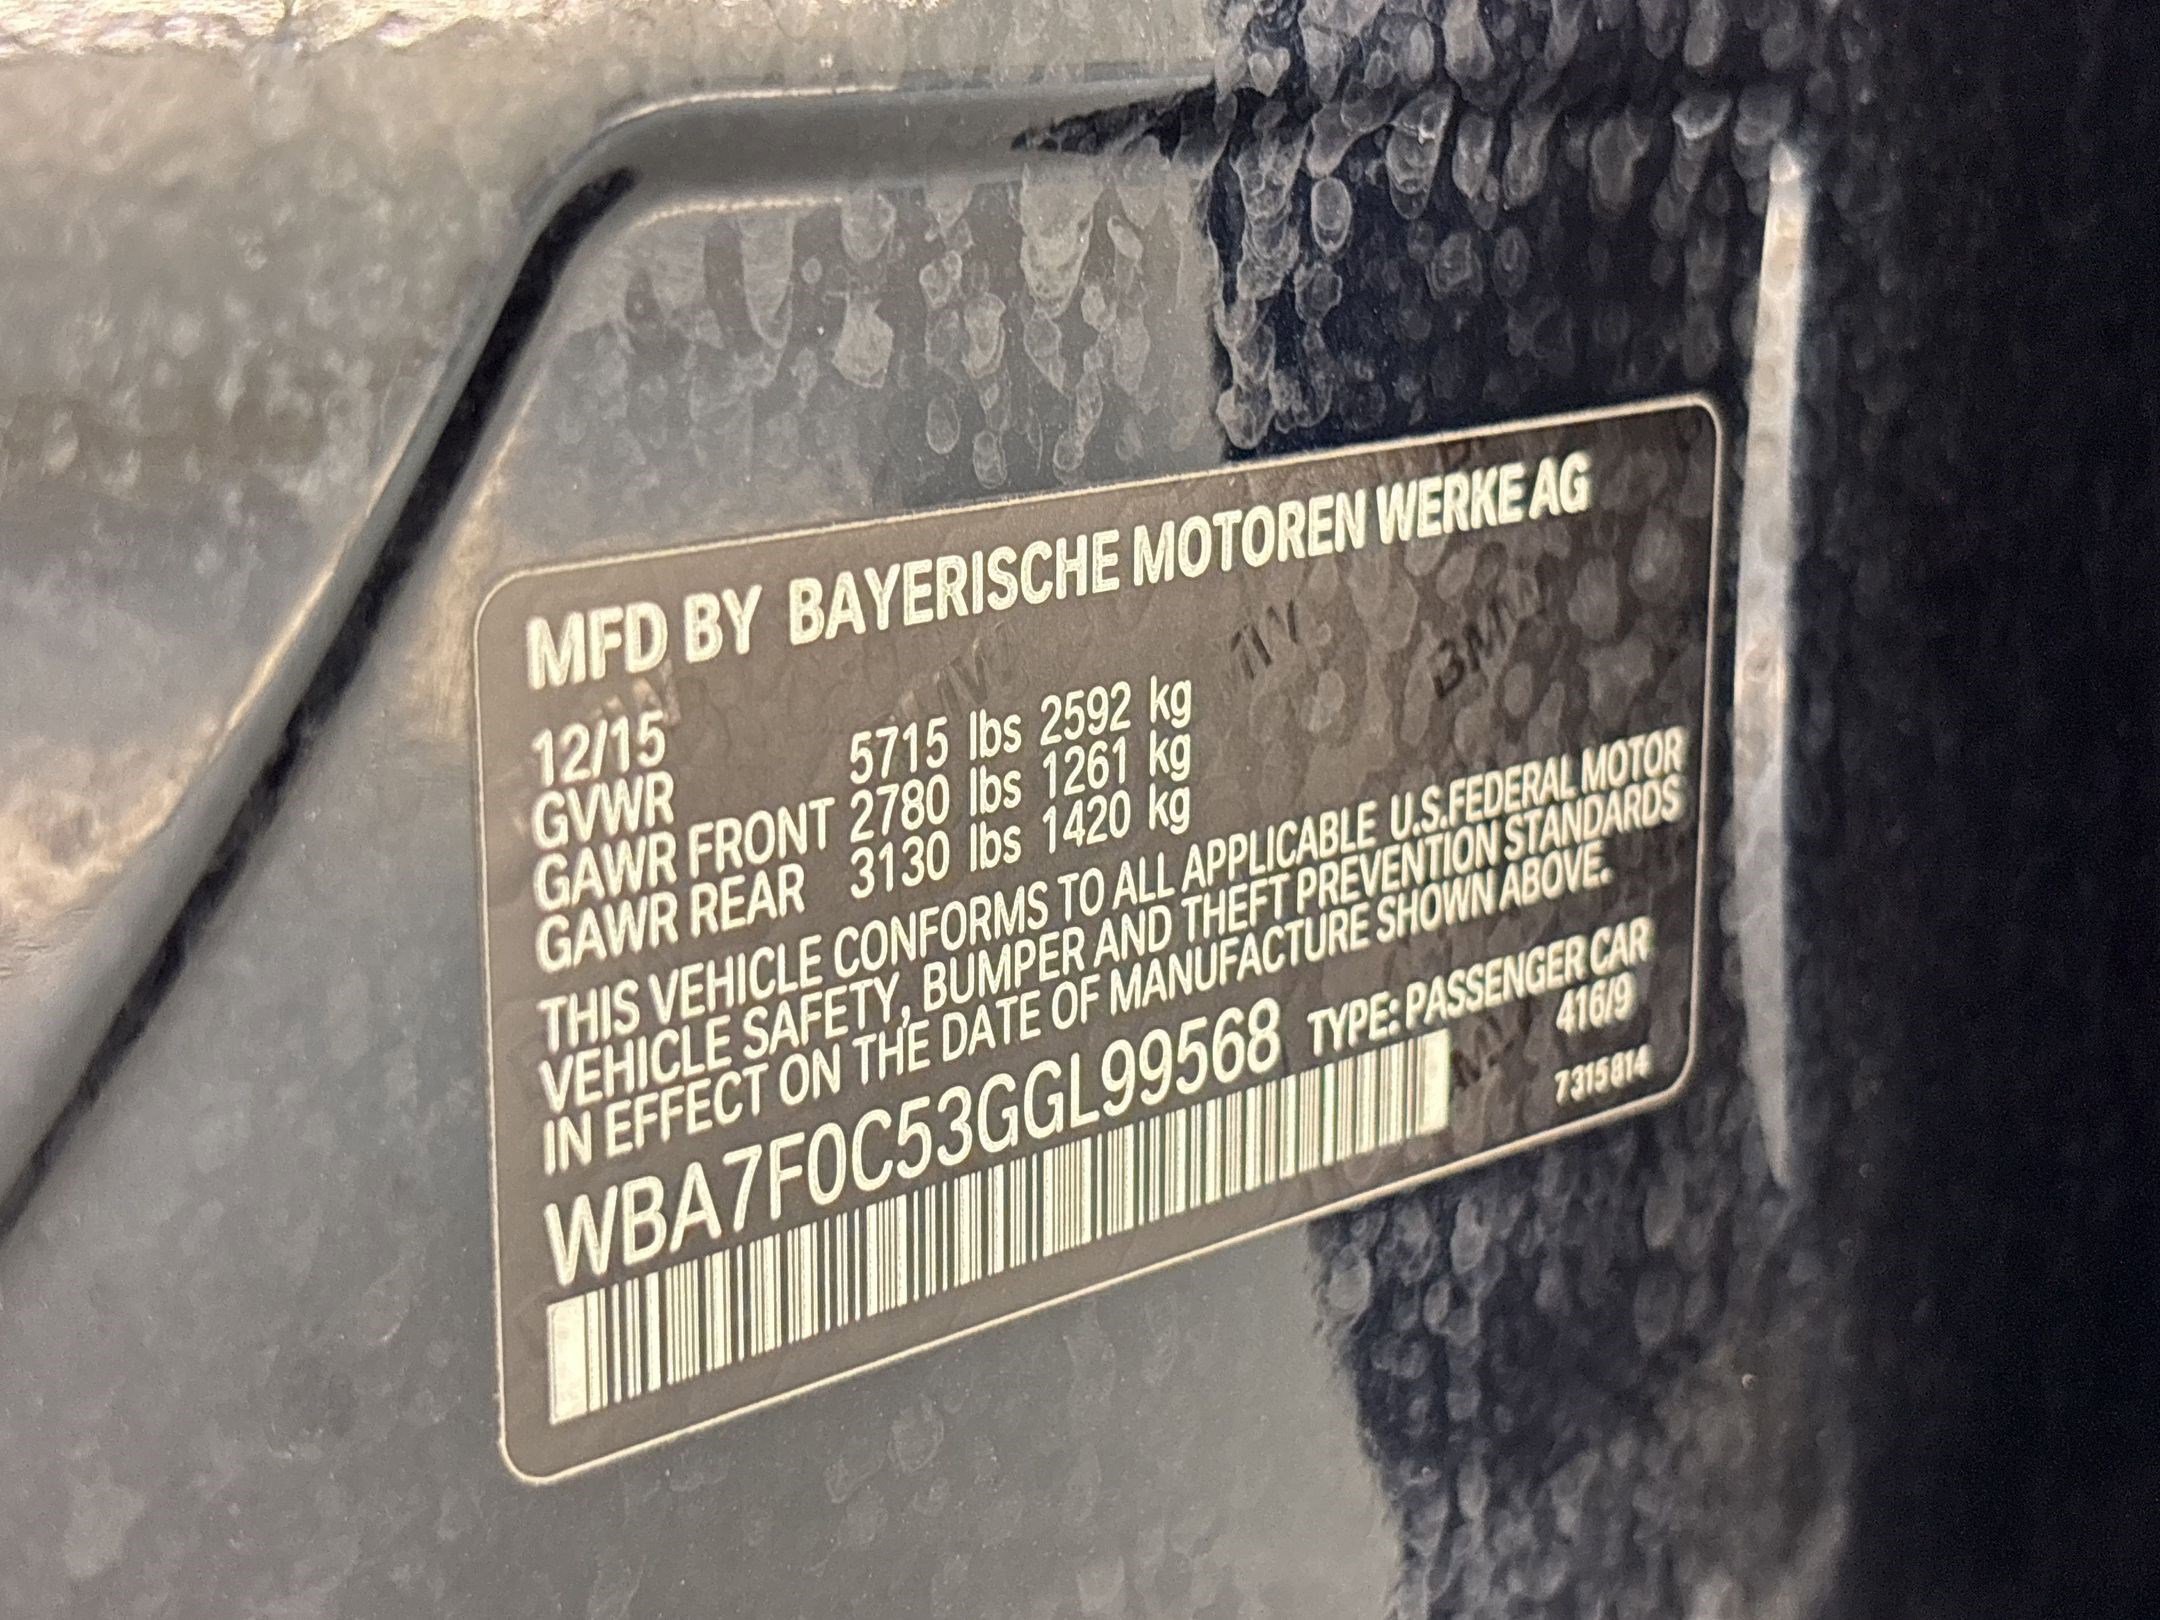 MFD BY BAYERISCHE MOTOREN WERKE AG
12/15
GVWR 5715 lbs 2592 kg
GAWR FRONT 2780 lbs 1261 kg
GAWR REAR 3130 lbs 1420 kg
THIS VEHICLE CONFORMS TO ALL APPLICABLE U.S.FEDERAL MOTOR
VEHICLE SAFETY, BUMPER AND THEFT PREVENTION STANDARDS
IN EFFECT ON THE DATE OF MANUFACTURE SHOWN ABOVE.
WBA7F0C53GGL99568 TYPE: PASSENGER CAR
416/9
7315814
BMW